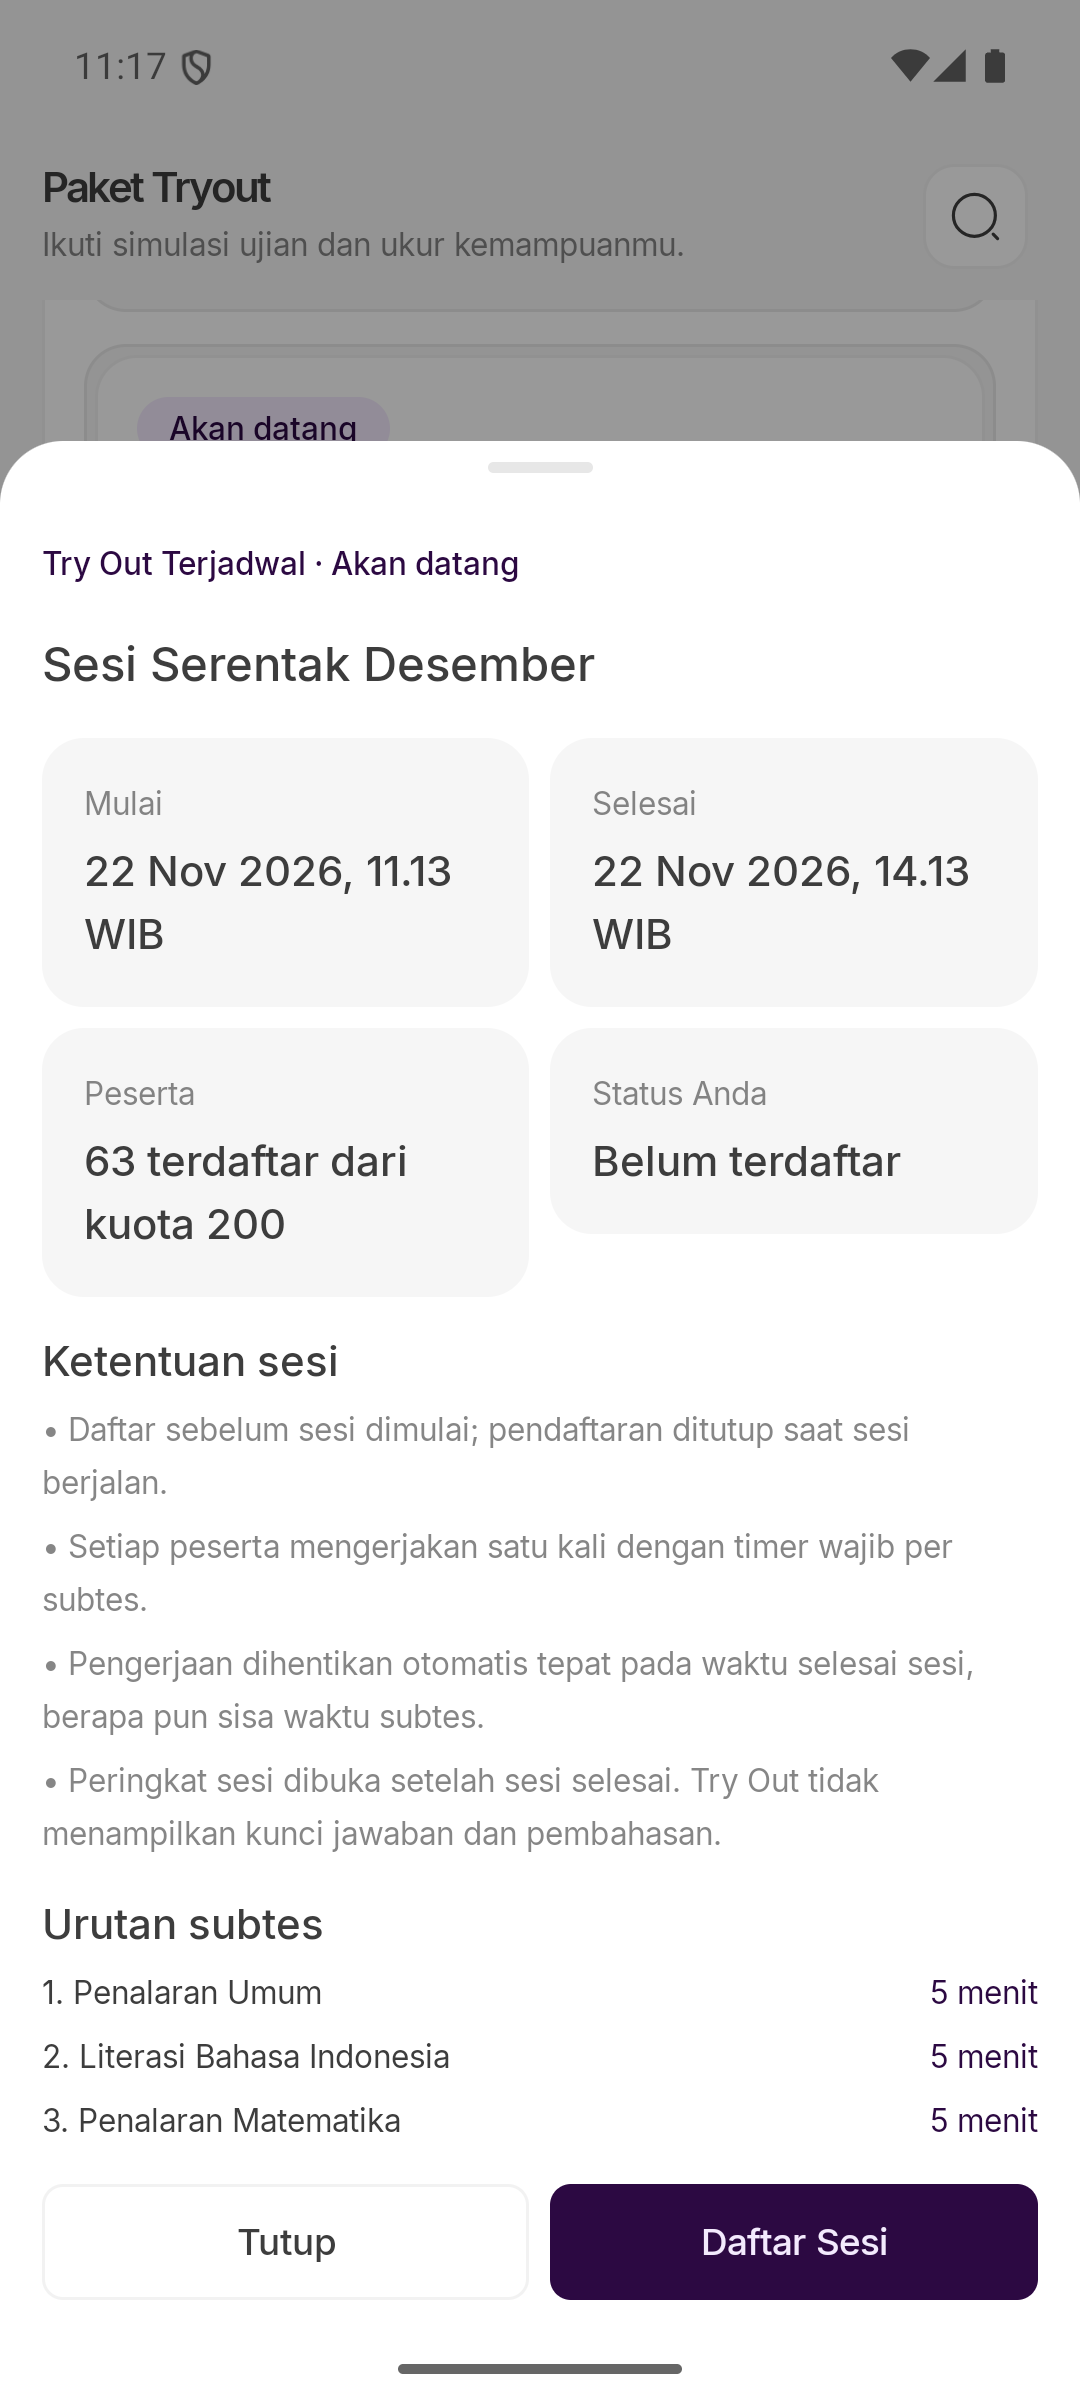 11:17
Paket Tryout
Ikuti simulasi ujian dan ukur kemampuanmu.
Akan datang
Try Out Terjadwal · Akan datang
Sesi Serentak Desember
Mulai
22 Nov 2026, 11.13
WIB
Selesai
22 Nov 2026, 14.13
WIB
Peserta
63 terdaftar dari
kuota 200
Status Anda
Belum terdaftar
Ketentuan sesi
• Daftar sebelum sesi dimulai; pendaftaran ditutup saat sesi
berjalan.
• Setiap peserta mengerjakan satu kali dengan timer wajib per
subtes.
• Pengerjaan dihentikan otomatis tepat pada waktu selesai sesi,
berapa pun sisa waktu subtes.
• Peringkat sesi dibuka setelah sesi selesai. Try Out tidak
menampilkan kunci jawaban dan pembahasan.
Urutan subtes
1. Penalaran Umum 5 menit
2. Literasi Bahasa Indonesia 5 menit
3. Penalaran Matematika 5 menit
Tutup
Daftar Sesi